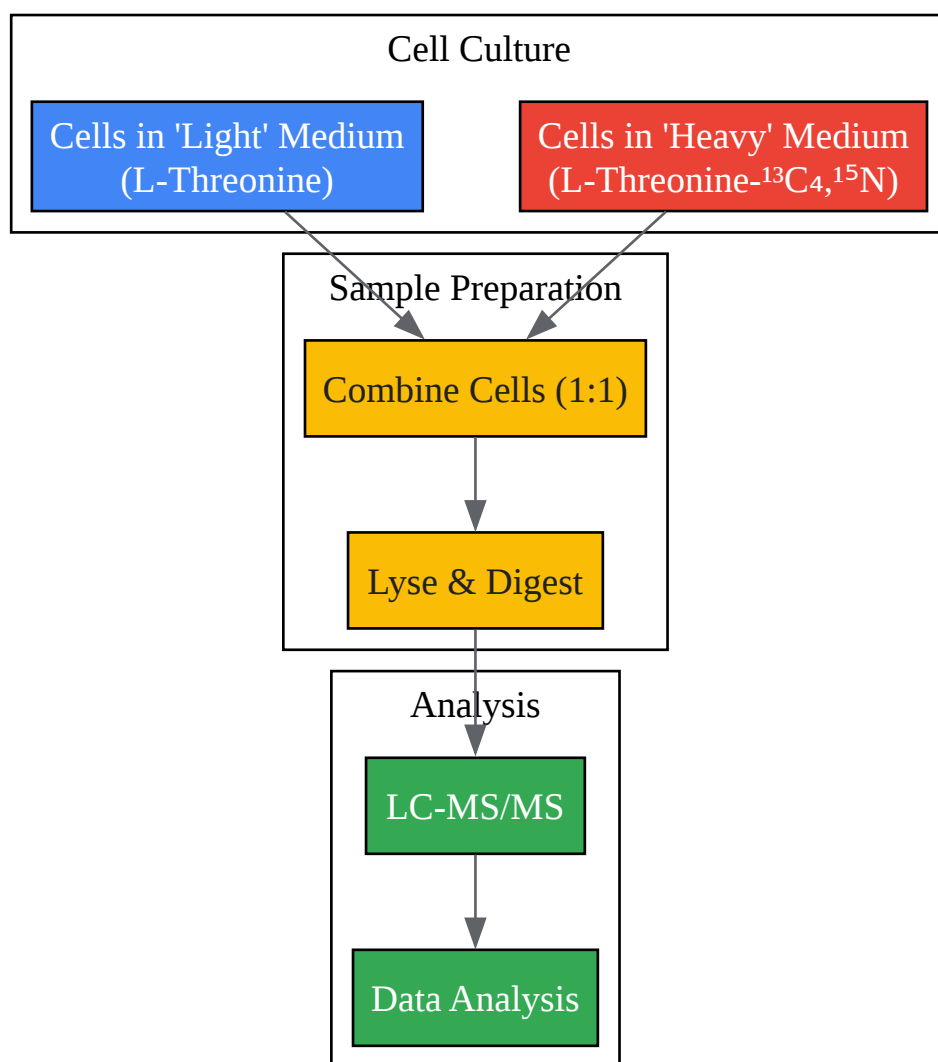 Cell Culture
Cells in 'Light' Medium
(L-Threonine)
Cells in 'Heavy' Medium
(L-Threonine-¹³C₄,¹⁵N)
Sample Preparation
Combine Cells (1:1)
Lyse & Digest
Analysis
LC-MS/MS
Data Analysis